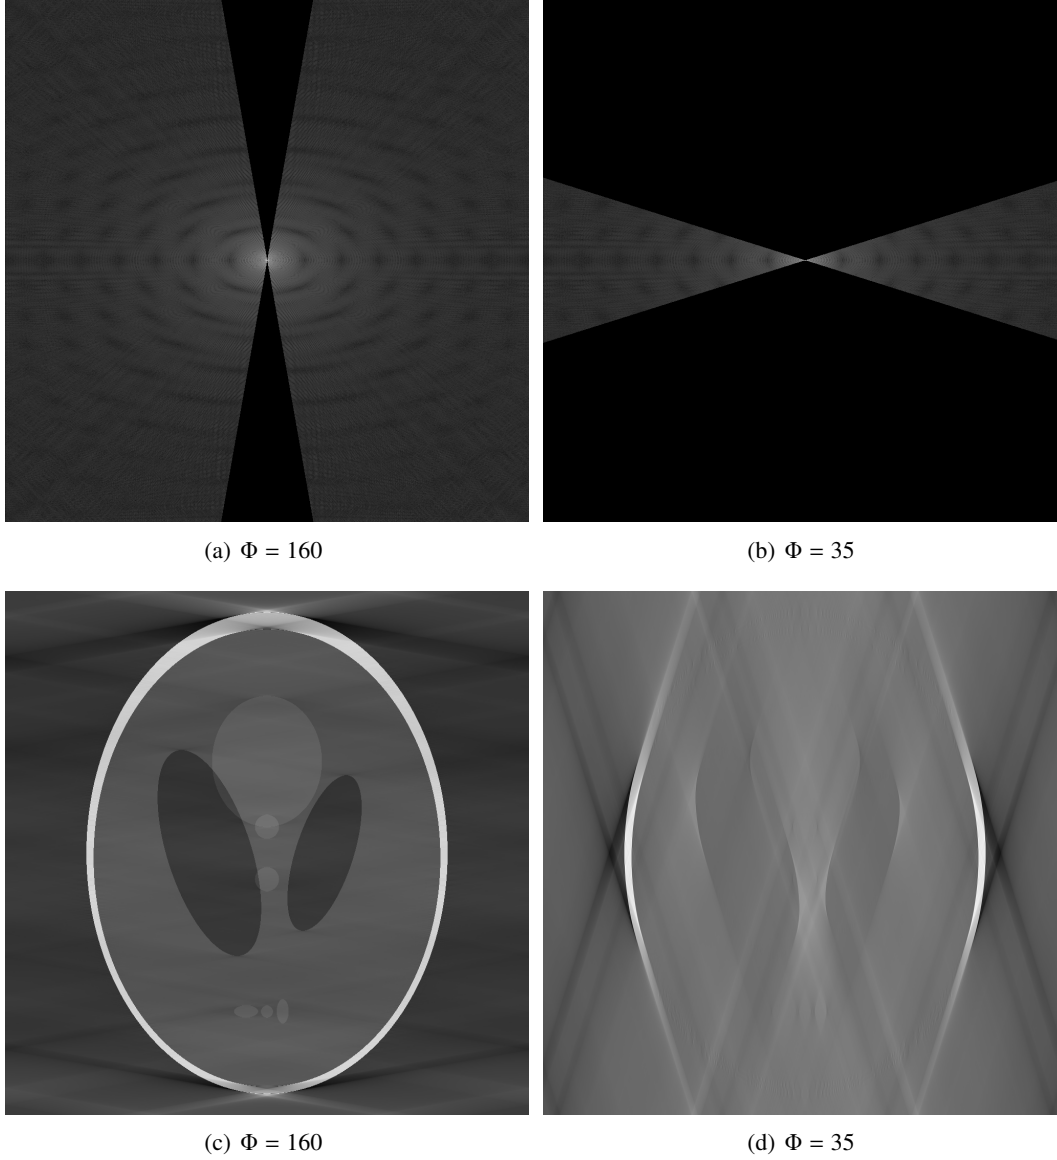 (a) Φ = 160
(b) Φ = 35
(c) Φ = 160
(d) Φ = 35